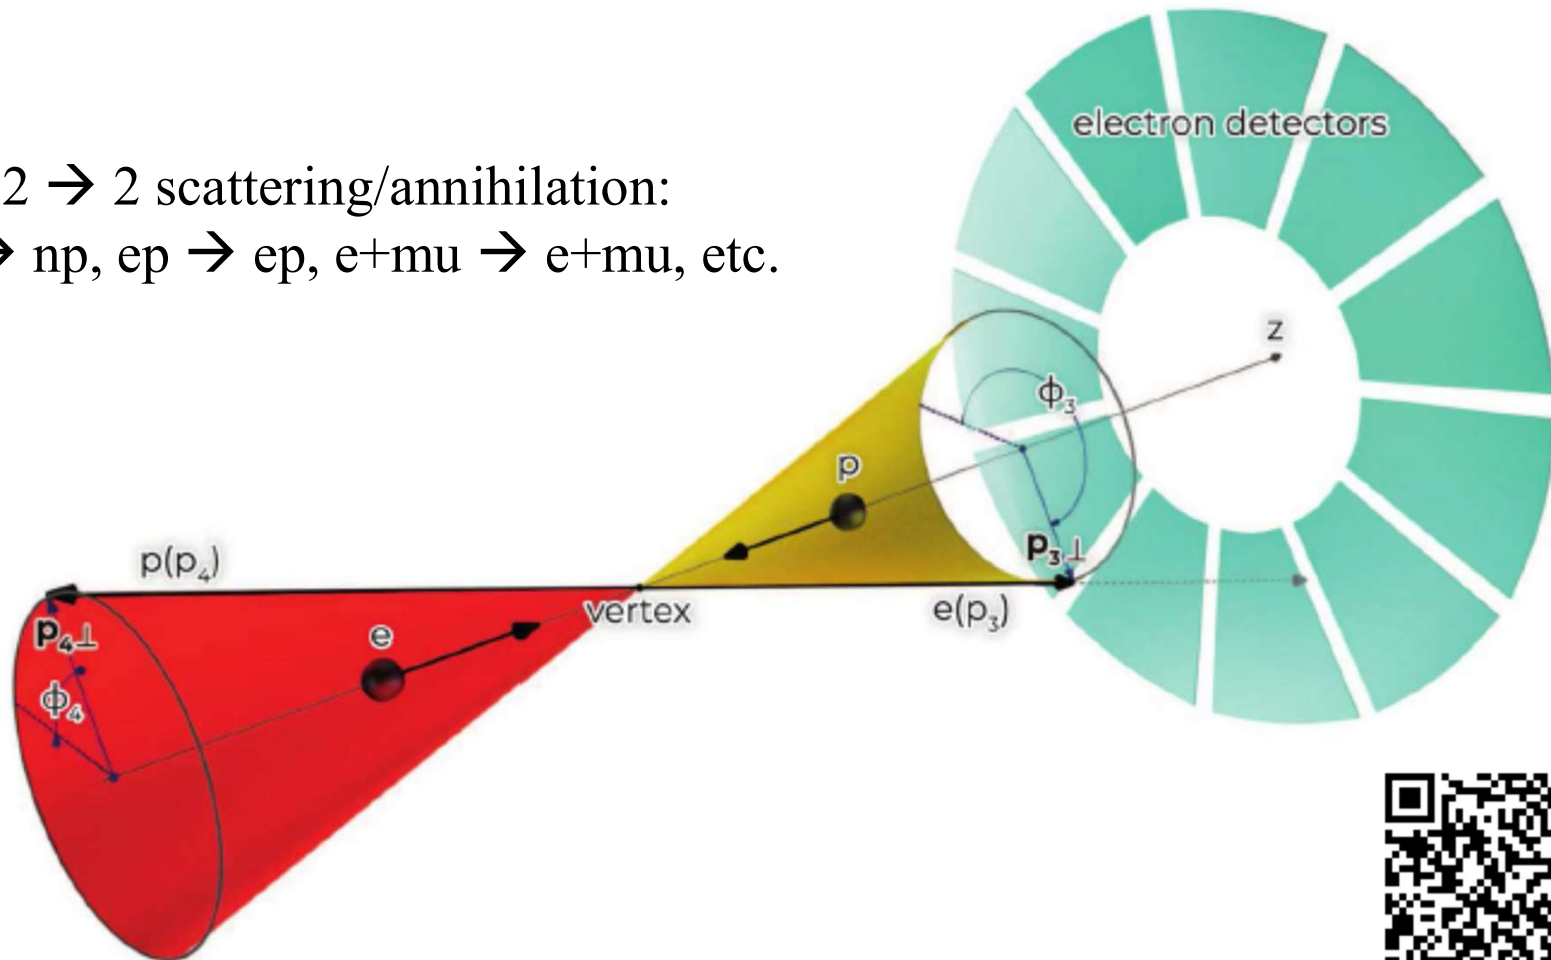 2 → 2 scattering/annihilation:
→ np, ep → ep, e+mu → e+mu, etc.
electron detectors
z
ϕ₃
p
p₃⊥
p(p₄)
vertex
e(p₃)
e
p₄⊥
ϕ₄